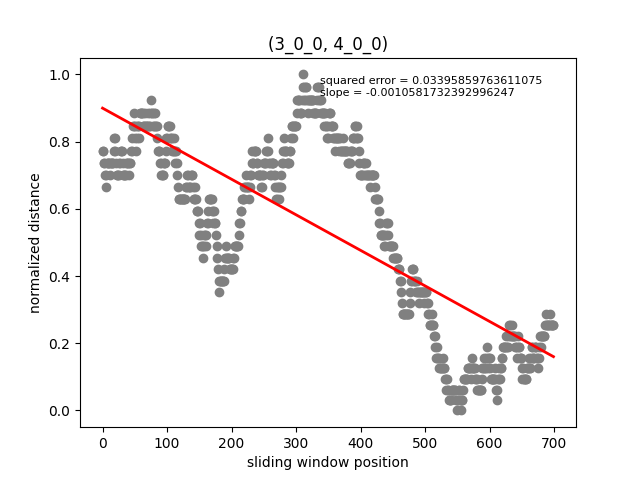 (3_0_0, 4_0_0)
squared error = 0.03395859763611075
slope = -0.0010581732392996247
normalized distance
1.0
0.8
0.6
0.4
0.2
0.0
0 100 200 300 400 500 600 700
sliding window position